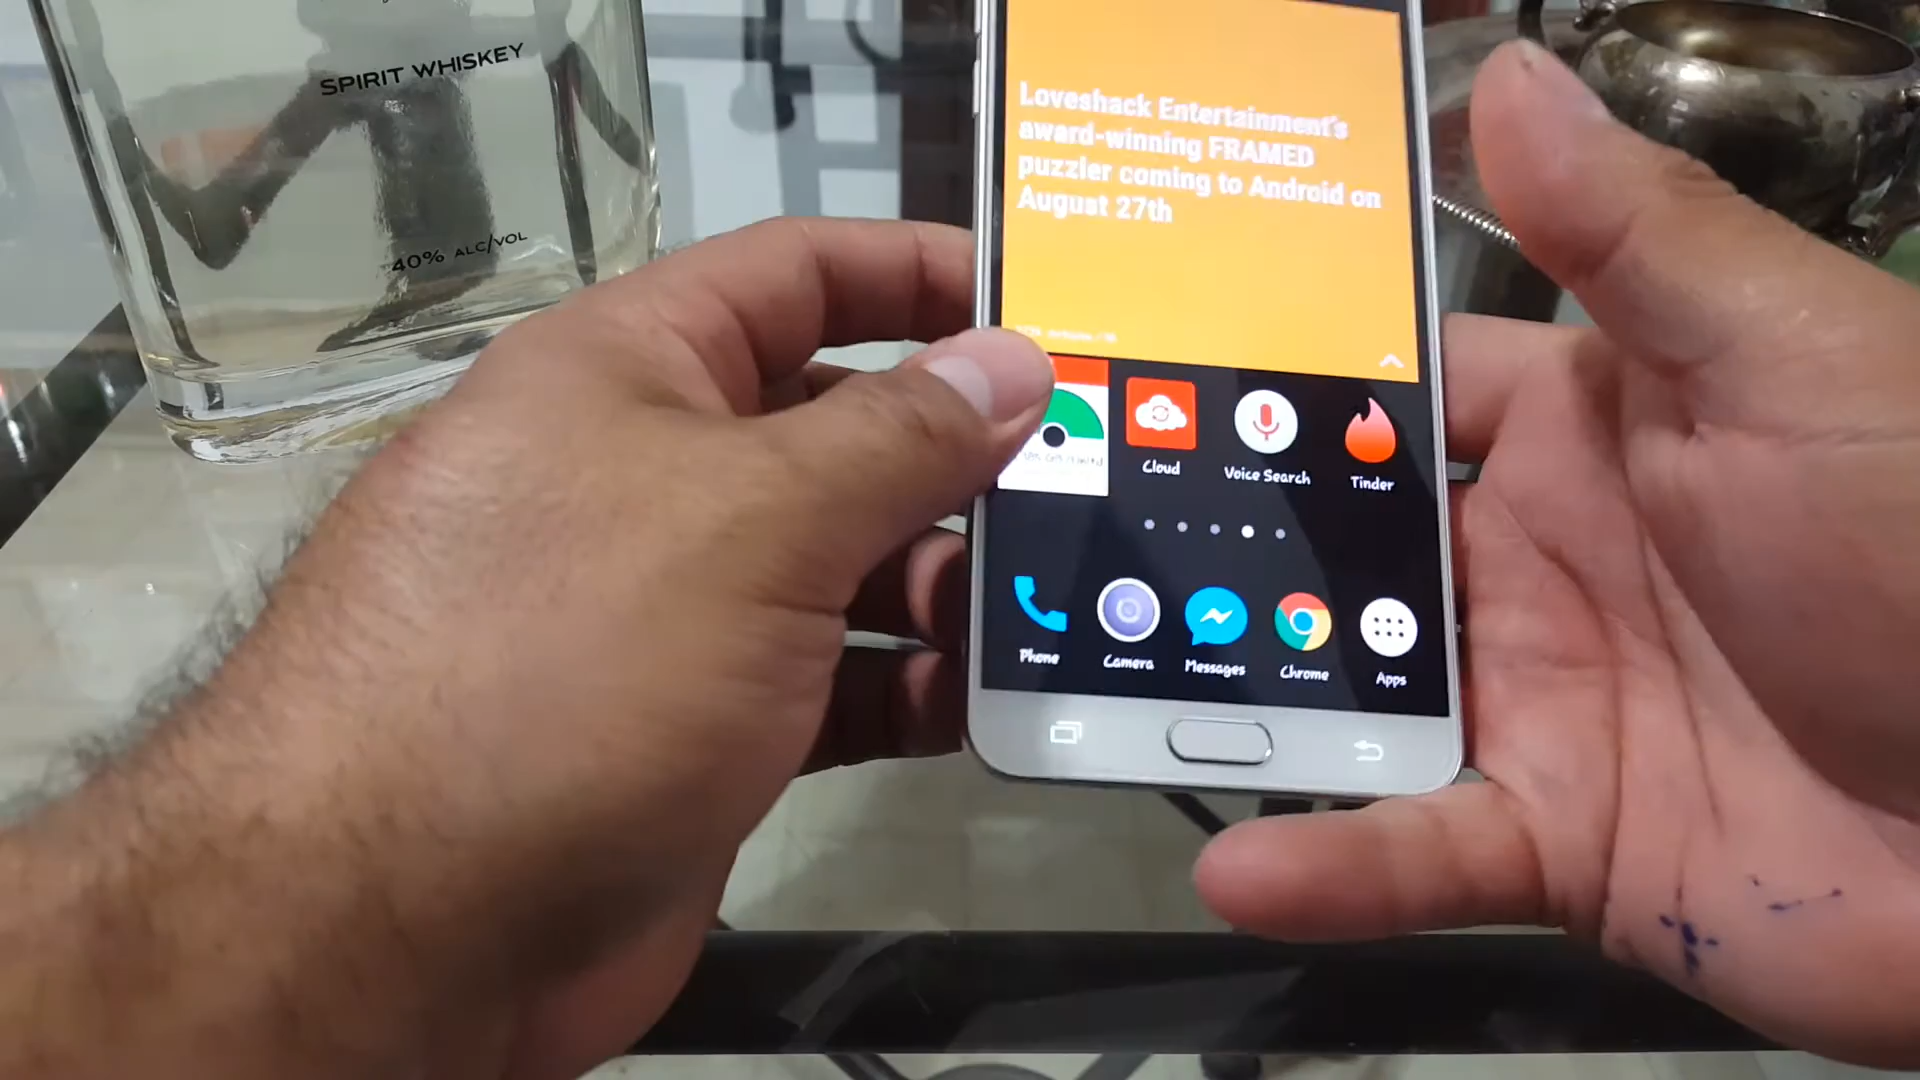 SPIRIT WHISKEY
40% ALC/VOL
Loveshack Entertainment's
award-winning FRAMED
puzzler coming to Android on
August 27th
Cloud
Voice Search
Tinder
Phone
Camera
Messages
Chrome
Apps